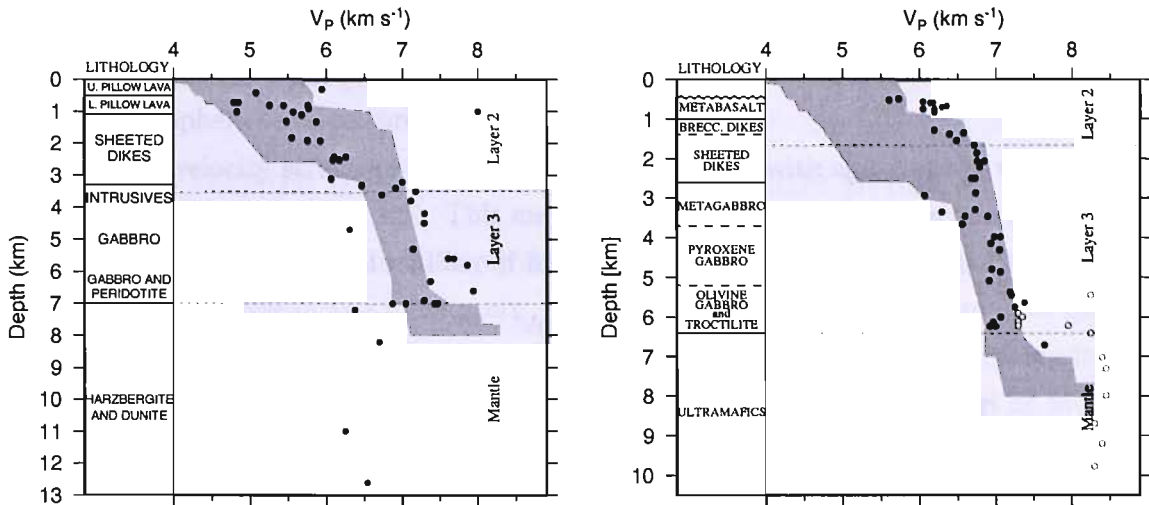 Vp (km s-1)
4 5 6 7 8
LITHOLOGY
0
1
2
3
4
5
6
7
8
9
10
11
12
13
Depth (km)
U. PILLOW LAVA
L. PILLOW LAVA
SHEETED
DIKES
INTRUSIVES
GABBRO
GABBRO AND
PERIDOTITE
HARZBERGITE
AND DUNITE
Layer 2
Layer 3
Mantle
Vp (km s-1)
4 5 6 7 8
LITHOLOGY
0
1
2
3
4
5
6
7
8
9
10
Depth [km]
METABASALT
BRECC. DIKES
SHEETED
DIKES
METAGABBRO
PYROXENE
GABBRO
OLIVINE
GABBRO
and
TROCTILITE
ULTRAMAFICS
Layer 2
Layer 3
Mantle